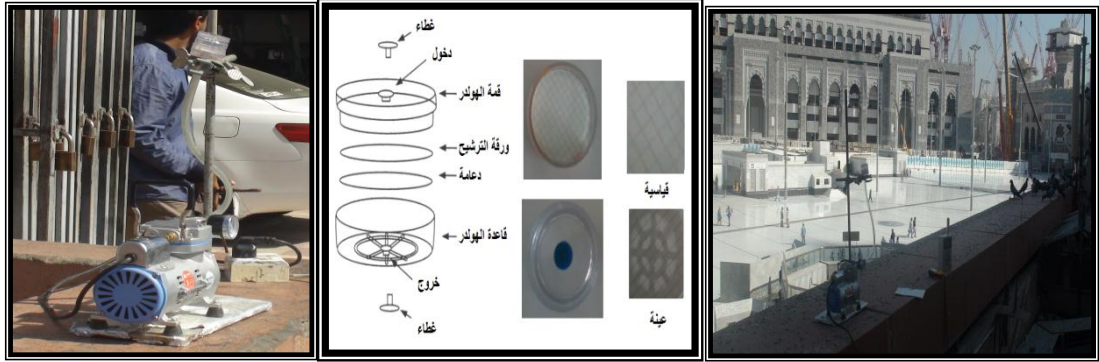 غطاء
دخول
قمة الهولدر
ورقة الترشيح
دعامة
قياسية
قاعدة الهولدر
خروج
عينة
غطاء